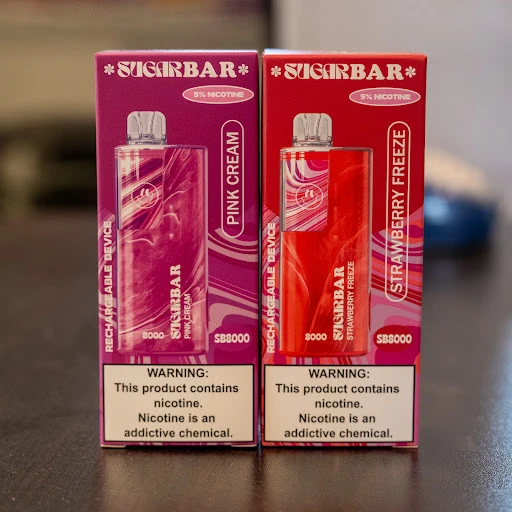 *SUGARBAR*
5% NICOTINE
PINK CREAM
RECHARGEABLE DEVICE
SUGARBAR
PINK CREAM
8000
SB8000
WARNING:
This product contains
nicotine.
Nicotine is an
addictive chemical.
*SUGARBAR*
5% NICOTINE
STRAWBERRY FREEZE
RECHARGEABLE DEVICE
SUGARBAR
STRAWBERRY FREEZE
8000
SB8000
WARNING:
This product contains
nicotine.
Nicotine is an
addictive chemical.